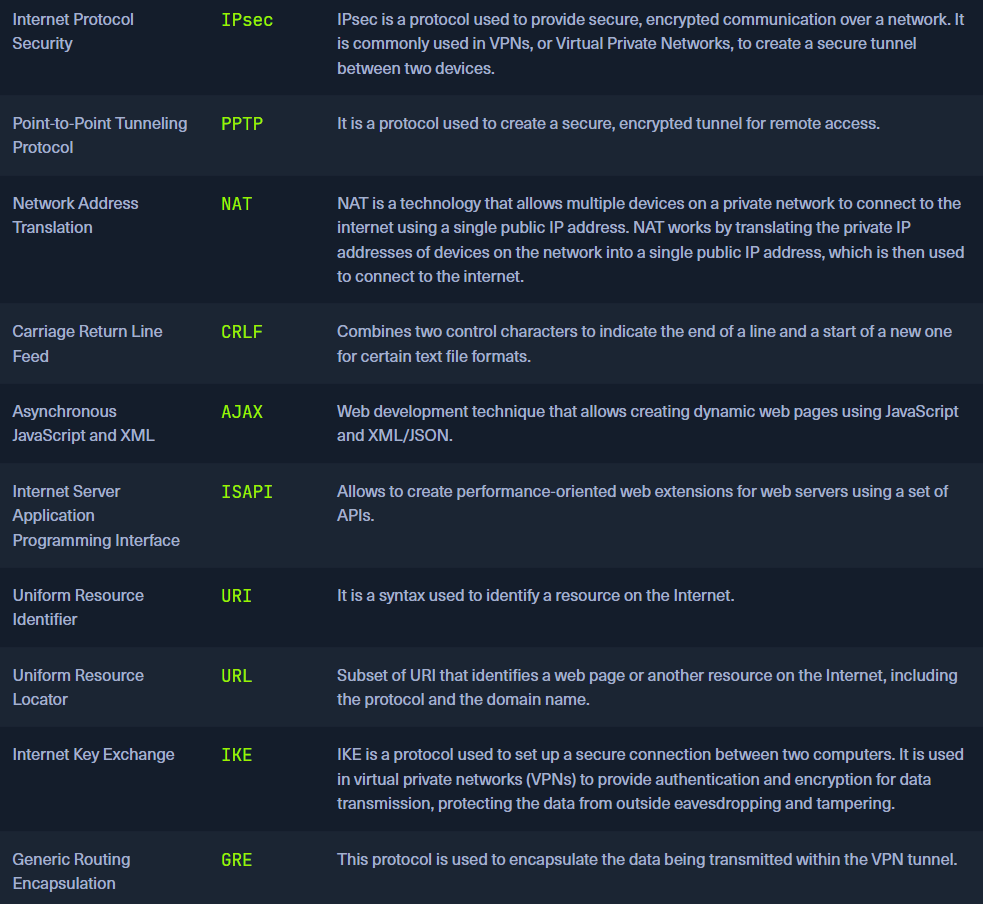 Internet Protocol Security
IPsec
IPsec is a protocol used to provide secure, encrypted communication over a network. It
is commonly used in VPNs, or Virtual Private Networks, to create a secure tunnel
between two devices.
Point-to-Point Tunneling
Protocol
PPTP
It is a protocol used to create a secure, encrypted tunnel for remote access.
Network Address
Translation
NAT
NAT is a technology that allows multiple devices on a private network to connect to the
internet using a single public IP address. NAT works by translating the private IP
addresses of devices on the network into a single public IP address, which is then used
to connect to the internet.
Carriage Return Line
Feed
CRLF
Combines two control characters to indicate the end of a line and a start of a new one
for certain text file formats.
Asynchronous
JavaScript and XML
AJAX
Web development technique that allows creating dynamic web pages using JavaScript
and XML/JSON.
Internet Server
Application
Programming Interface
ISAPI
Allows to create performance-oriented web extensions for web servers using a set of
APIs.
Uniform Resource
Identifier
URI
It is a syntax used to identify a resource on the Internet.
Uniform Resource
Locator
URL
Subset of URI that identifies a web page or another resource on the Internet, including
the protocol and the domain name.
Internet Key Exchange
IKE
IKE is a protocol used to set up a secure connection between two computers. It is used
in virtual private networks (VPNs) to provide authentication and encryption for data
transmission, protecting the data from outside eavesdropping and tampering.
Generic Routing
Encapsulation
GRE
This protocol is used to encapsulate the data being transmitted within the VPN tunnel.